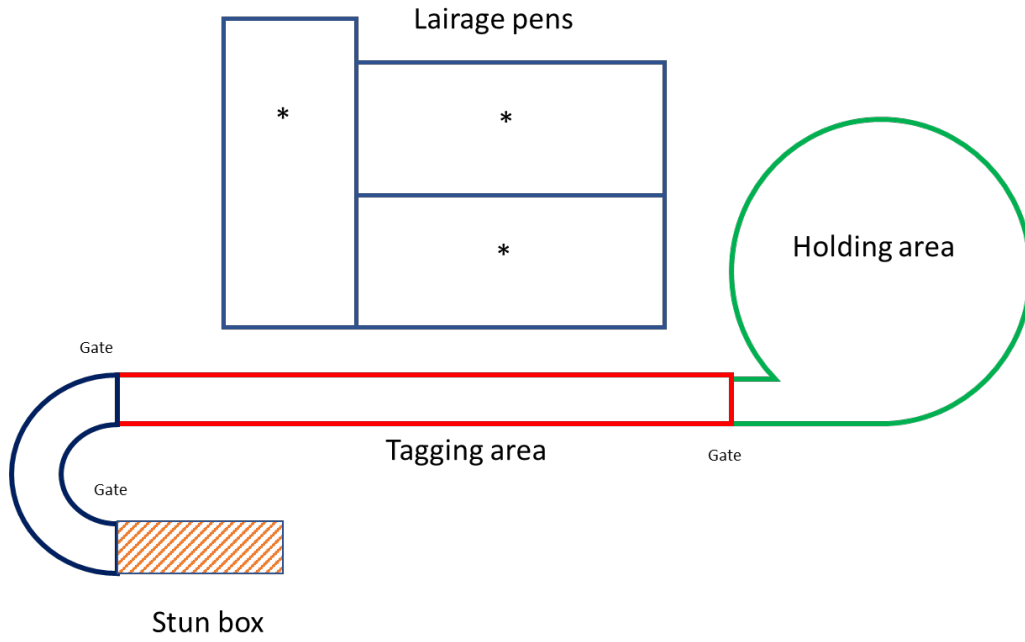 Lairage pens
*
*
*
Holding area
Gate
Tagging area
Gate
Gate
Stun box